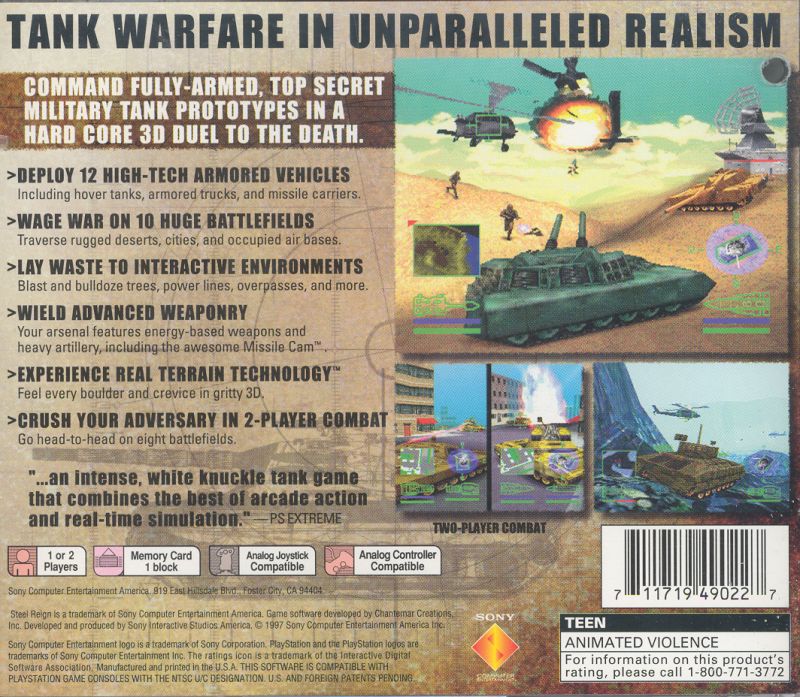 TANK WARFARE IN UNPARALLELED REALISM
COMMAND FULLY-ARMED, TOP SECRET
MILITARY TANK PROTOTYPES IN A
HARD CORE 3D DUEL TO THE DEATH.
>DEPLOY 12 HIGH-TECH ARMORED VEHICLES
Including hover tanks, armored trucks, and missile carriers.
>WAGE WAR ON 10 HUGE BATTLEFIELDS
Traverse rugged deserts, cities, and occupied air bases.
>LAY WASTE TO INTERACTIVE ENVIRONMENTS
Blast and bulldoze trees, power lines, overpasses, and more.
>WIELD ADVANCED WEAPONRY
Your arsenal features energy-based weapons and
heavy artillery, including the awesome Missile Cam™.
>EXPERIENCE REAL TERRAIN TECHNOLOGY™
Feel every boulder and crevice in gritty 3D.
>CRUSH YOUR ADVERSARY IN 2-PLAYER COMBAT
Go head-to-head on eight battlefields.
"...an intense, white knuckle tank game
that combines the best of arcade action
and real-time simulation." —PS EXTREME
TWO-PLAYER COMBAT
1 or 2
Players
Memory Card
1 block
Analog Joystick
Compatible
Analog Controller
Compatible
Sony Computer Entertainment America, 919 East Hillsdale Blvd., Foster City, CA 94404
Steel Reign is a trademark of Sony Computer Entertainment America. Game software developed by Chantemar Creations,
Inc. Developed and produced by Sony Interactive Studios America. © 1997 Sony Computer Entertainment America Inc.
Sony Computer Entertainment logo is a trademark of Sony Corporation. PlayStation and the PlayStation logos are
trademarks of Sony Computer Entertainment Inc. The ratings icon is a trademark of the Interactive Digital
Software Association. Manufactured and printed in the U.S.A. THIS SOFTWARE IS COMPATIBLE WITH
PLAYSTATION GAME CONSOLES WITH THE NTSC U/C DESIGNATION. U.S. AND FOREIGN PATENTS PENDING.
SONY
COMPUTER
ENTERTAINMENT
7 11719 49022 7
TEEN
ANIMATED VIOLENCE
For information on this product's
rating, please call 1-800-771-3772